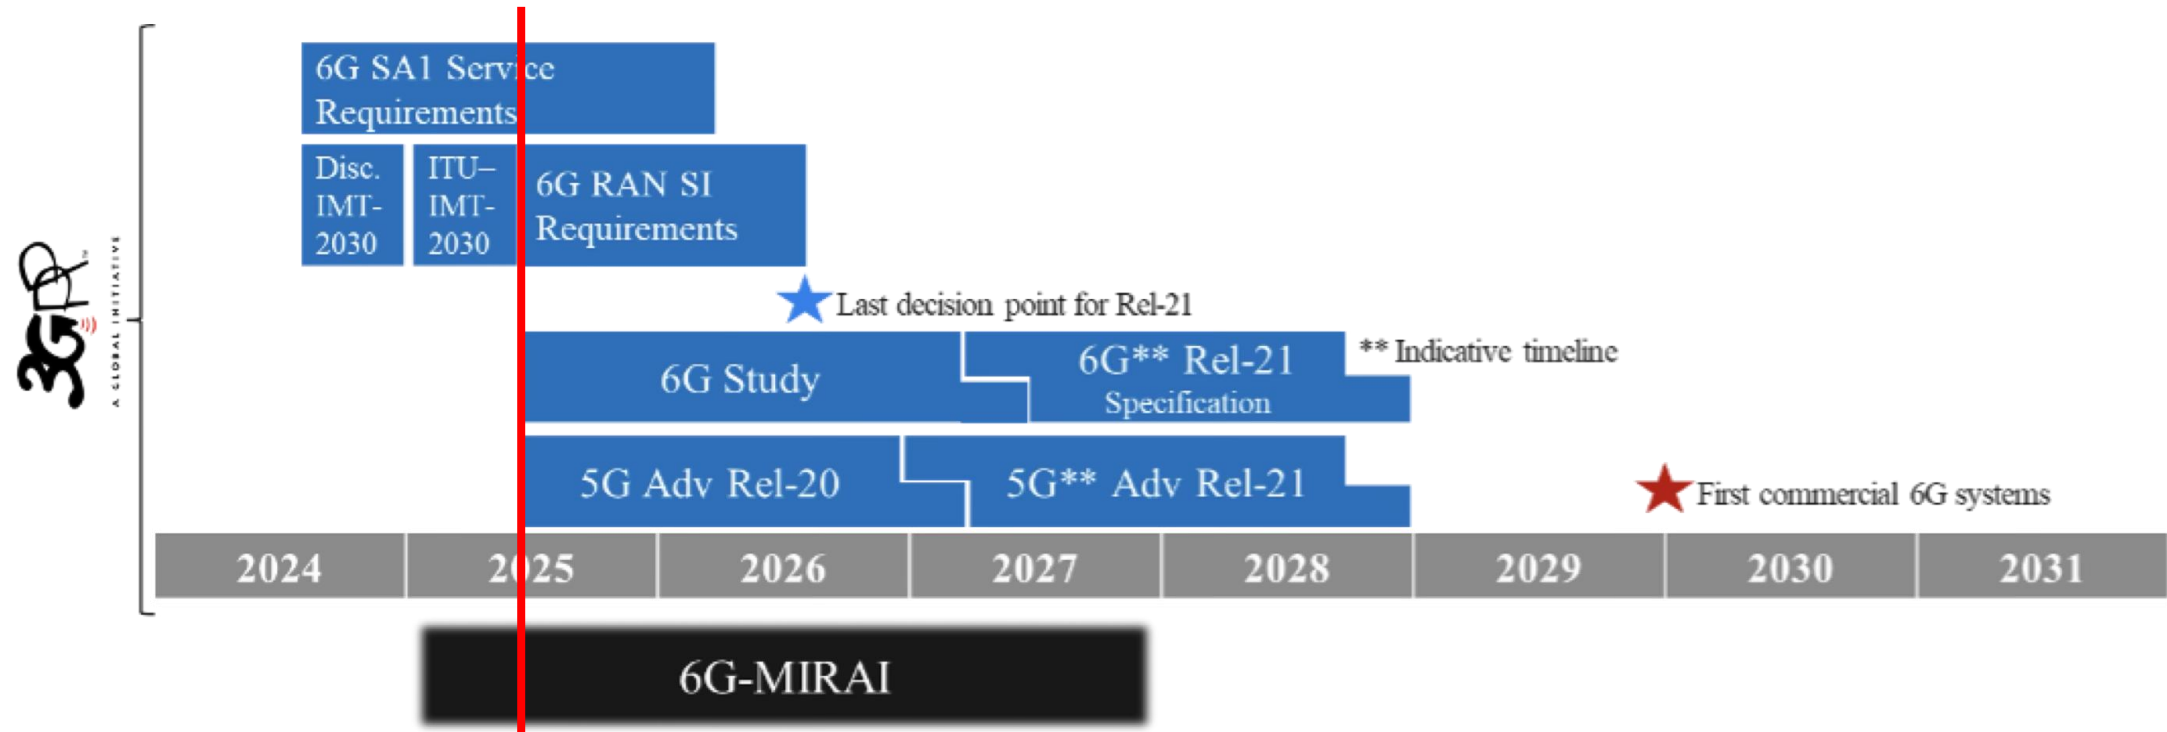 6G SA1 Service
Requirements
Disc.
IMT-
2030
ITU–
IMT-
2030
6G RAN SI
Requirements
Last decision point for Rel-21
6G Study
6G** Rel-21
Specification
** Indicative timeline
5G Adv Rel-20
5G** Adv Rel-21
First commercial 6G systems
3GPP
TM
A GLOBAL INITIATIVE
2024 2025 2026 2027 2028 2029 2030 2031
6G-MIRAI